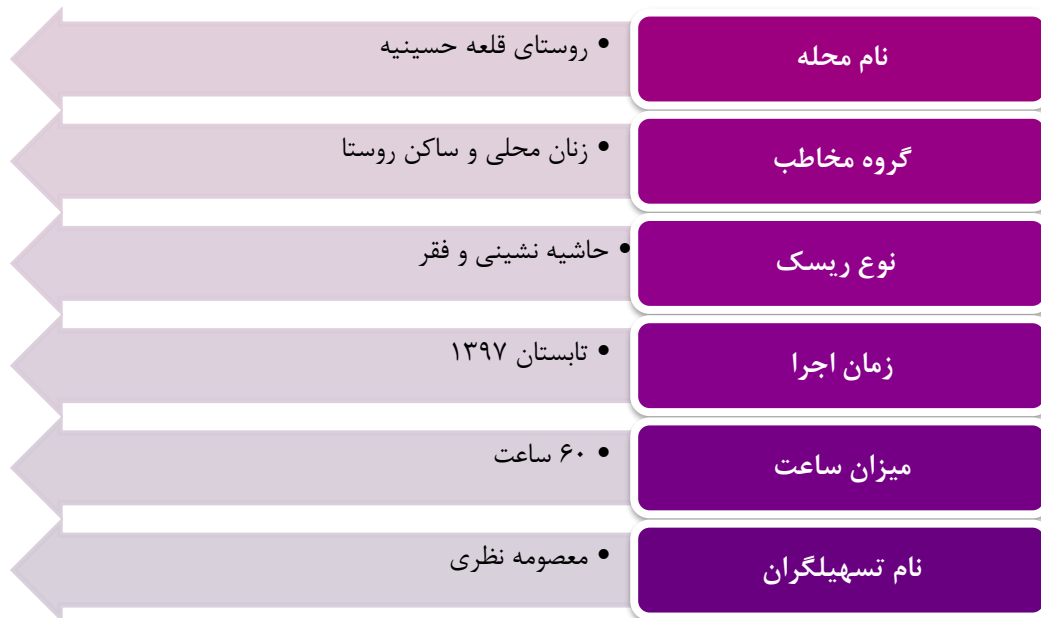 نام محله
• روستای قلعه حسینیه
گروه مخاطب
• زنان محلی و ساکن روستا
نوع ریسک
• حاشیه نشینی و فقر
زمان اجرا
• تابستان ۱۳۹۷
میزان ساعت
• ۶۰ ساعت
نام تسهیلگران
• معصومه نظری